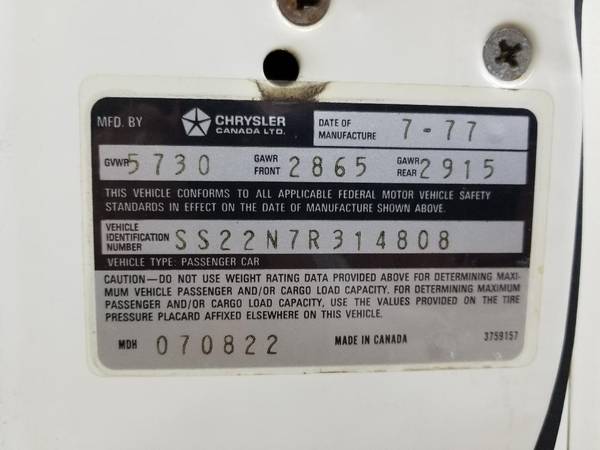 MFD. BY CHRYSLER CANADA LTD. DATE OF MANUFACTURE 7-77
GVWR 5730 GAWR FRONT 2865 GAWR REAR 2915
THIS VEHICLE CONFORMS TO ALL APPLICABLE FEDERAL MOTOR VEHICLE SAFETY
STANDARDS IN EFFECT ON THE DATE OF MANUFACTURE SHOWN ABOVE.
VEHICLE IDENTIFICATION NUMBER SS22N7R314808
VEHICLE TYPE: PASSENGER CAR
CAUTION—DO NOT USE WEIGHT RATING DATA PROVIDED ABOVE FOR DETERMINING MAXI-
MUM VEHICLE PASSENGER AND/OR CARGO LOAD CAPACITY. FOR DETERMINING MAXIMUM
PASSENGER AND/OR CARGO LOAD CAPACITY, USE THE VALUES PROVIDED ON THE TIRE
PRESSURE PLACARD AFFIXED ELSEWHERE ON THIS VEHICLE.
MDH 070822 MADE IN CANADA 3759157